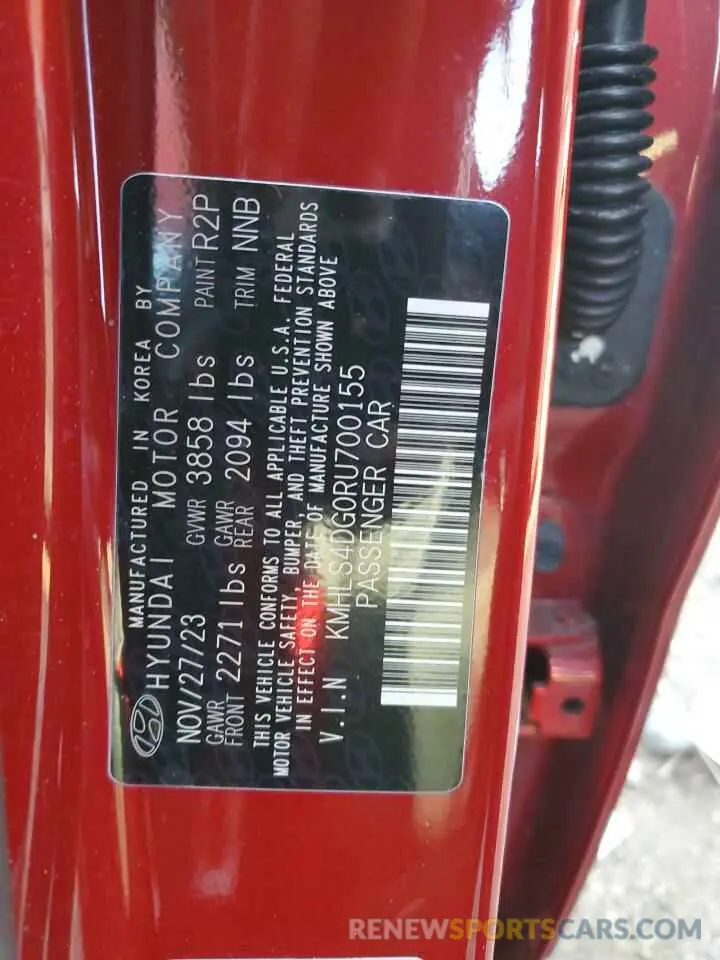 MANUFACTURED IN KOREA BY
HYUNDAI MOTOR COMPANY
NOV/27/23 GVWR 3858 lbs PAINT R2P
GAWR FRONT 2271 lbs GAWR REAR 2094 lbs TRIM NNB
THIS VEHICLE CONFORMS TO ALL APPLICABLE U.S.A. FEDERAL
MOTOR VEHICLE SAFETY, BUMPER, AND THEFT PREVENTION STANDARDS
IN EFFECT ON THE DATE OF MANUFACTURE SHOWN ABOVE
V.I.N KMHLS4DG0RU700155
PASSENGER CAR
RENEWSPORTSCARS.COM